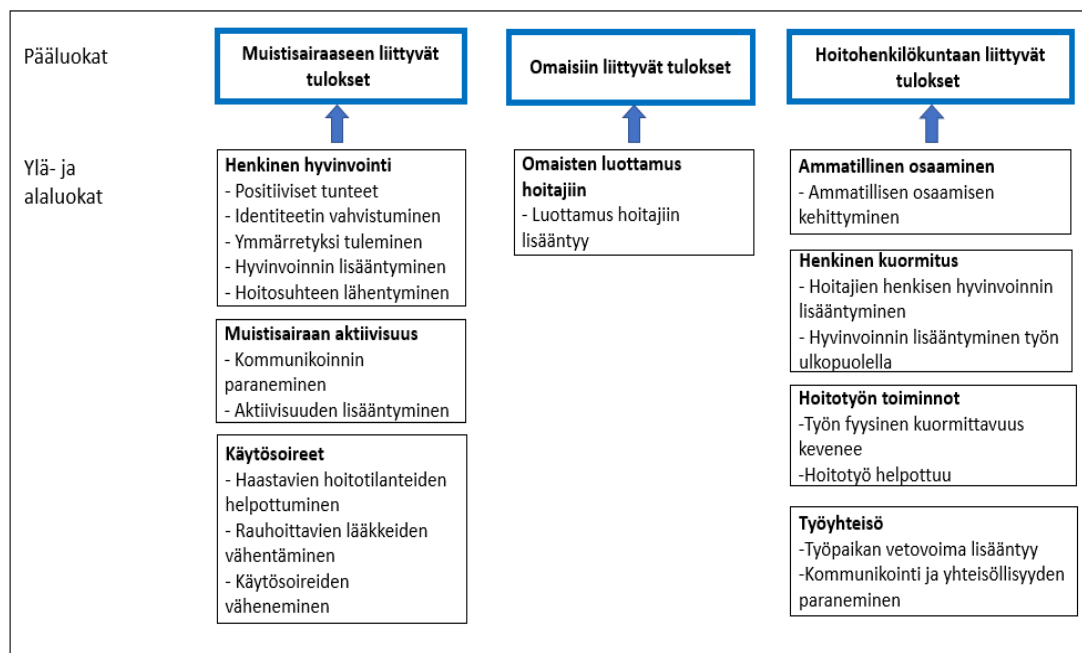 Pääluokat
Muistisairaaseen liittyvät
tulokset
Omaisiin liittyvät tulokset
Hoitohenkilökuntaan liittyvät
tulokset
Ylä- ja
alaluokat
Henkinen hyvinvointi
- Positiiviset tunteet
- Identiteetin vahvistuminen
- Ymmärretyksi tuleminen
- Hyvinvoinnin lisääntyminen
- Hoitosuhteen lähentyminen
Muistisairaan aktiivisuus
- Kommunikoinnin
paraneminen
- Aktiivisuuden lisääntyminen
Käytösoireet
- Haastavien hoitotilanteiden
helpottuminen
- Rauhoittavien lääkkeiden
vähentäminen
- Käytösoireiden
väheneminen
Omaisten luottamus
hoitajiin
- Luottamus hoitajiin
lisääntyy
Ammatillinen osaaminen
- Ammatillisen osaamisen
kehittyminen
Henkinen kuormitus
- Hoitajien henkisen hyvinvoinnin
lisääntyminen
- Hyvinvoinnin lisääntyminen työn
ulkopuolella
Hoitotyön toiminnot
-Työn fyysinen kuormittavuus
kevenee
-Hoitotyö helpottuu
Työyhteisö
-Työpaikan vetovoima lisääntyy
-Kommunikointi ja yhteisöllisyyden
paraneminen